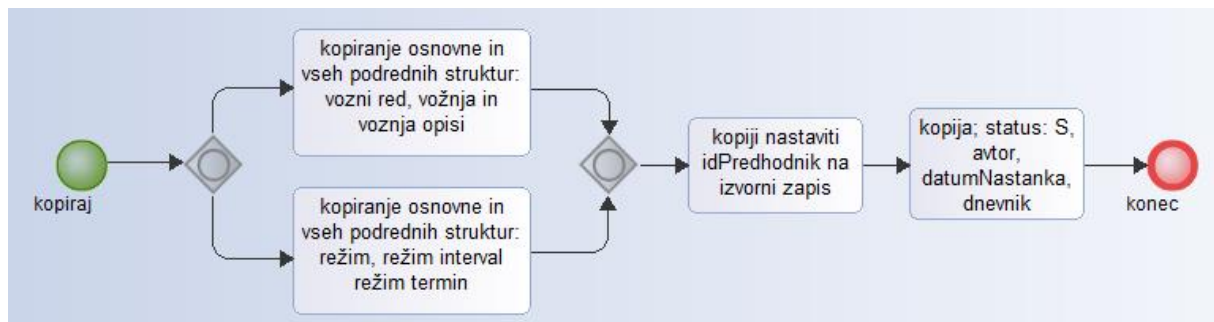 kopiraj
kopiranje osnovne in
vseh podrednih struktur:
vozni red, vožnja in
voznja opisi
kopiranje osnovne in
vseh podrednih struktur:
režim, režim interval
režim termin
kopiji nastaviti
idPredhodnik na
izvorni zapis
kopija; status: S,
avtor,
datumNastanka,
dnevnik
konec